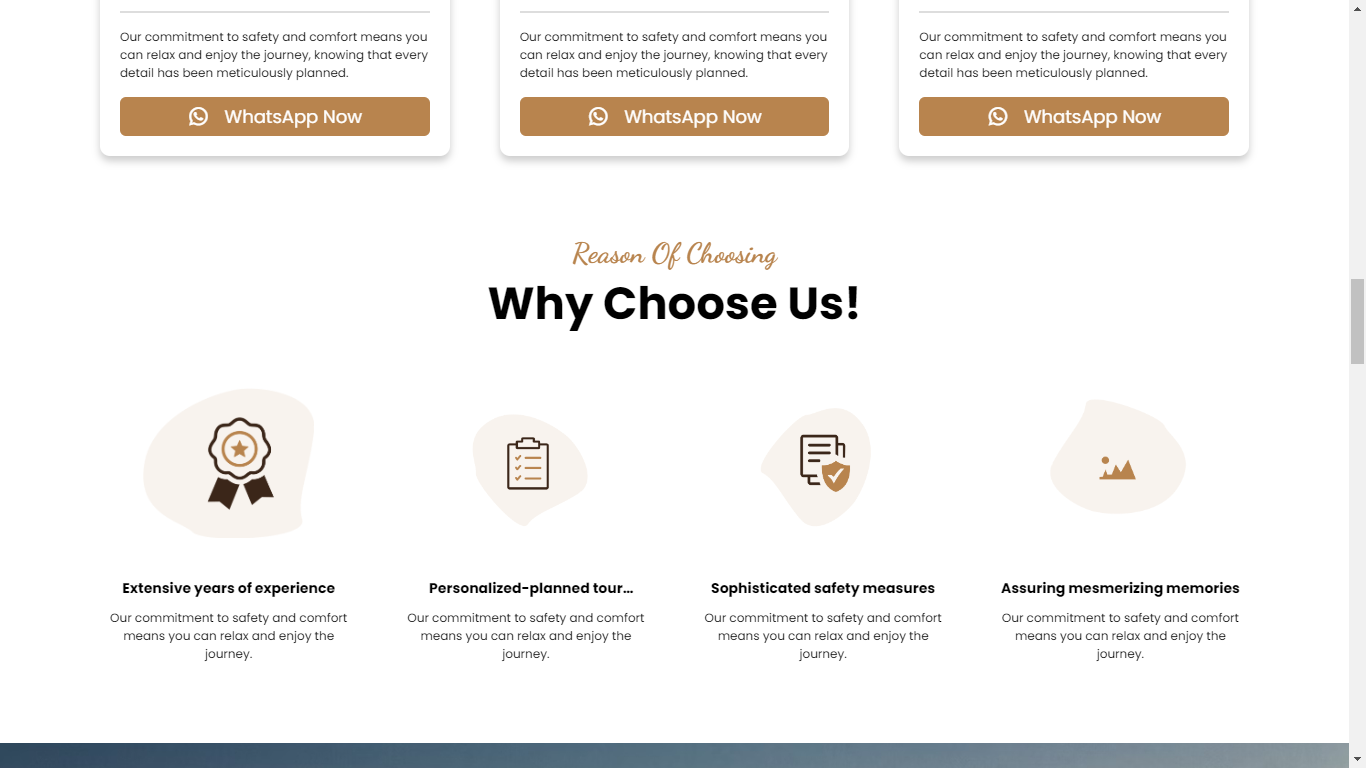 Our commitment to safety and comfort means you
can relax and enjoy the journey, knowing that every
detail has been meticulously planned.
WhatsApp Now
Our commitment to safety and comfort means you
can relax and enjoy the journey, knowing that every
detail has been meticulously planned.
WhatsApp Now
Our commitment to safety and comfort means you
can relax and enjoy the journey, knowing that every
detail has been meticulously planned.
WhatsApp Now
Reason Of Choosing
Why Choose Us!
Extensive years of experience
Our commitment to safety and comfort
means you can relax and enjoy the
journey.
Personalized-planned tour...
Our commitment to safety and comfort
means you can relax and enjoy the
journey.
Sophisticated safety measures
Our commitment to safety and comfort
means you can relax and enjoy the
journey.
Assuring mesmerizing memories
Our commitment to safety and comfort
means you can relax and enjoy the
journey.